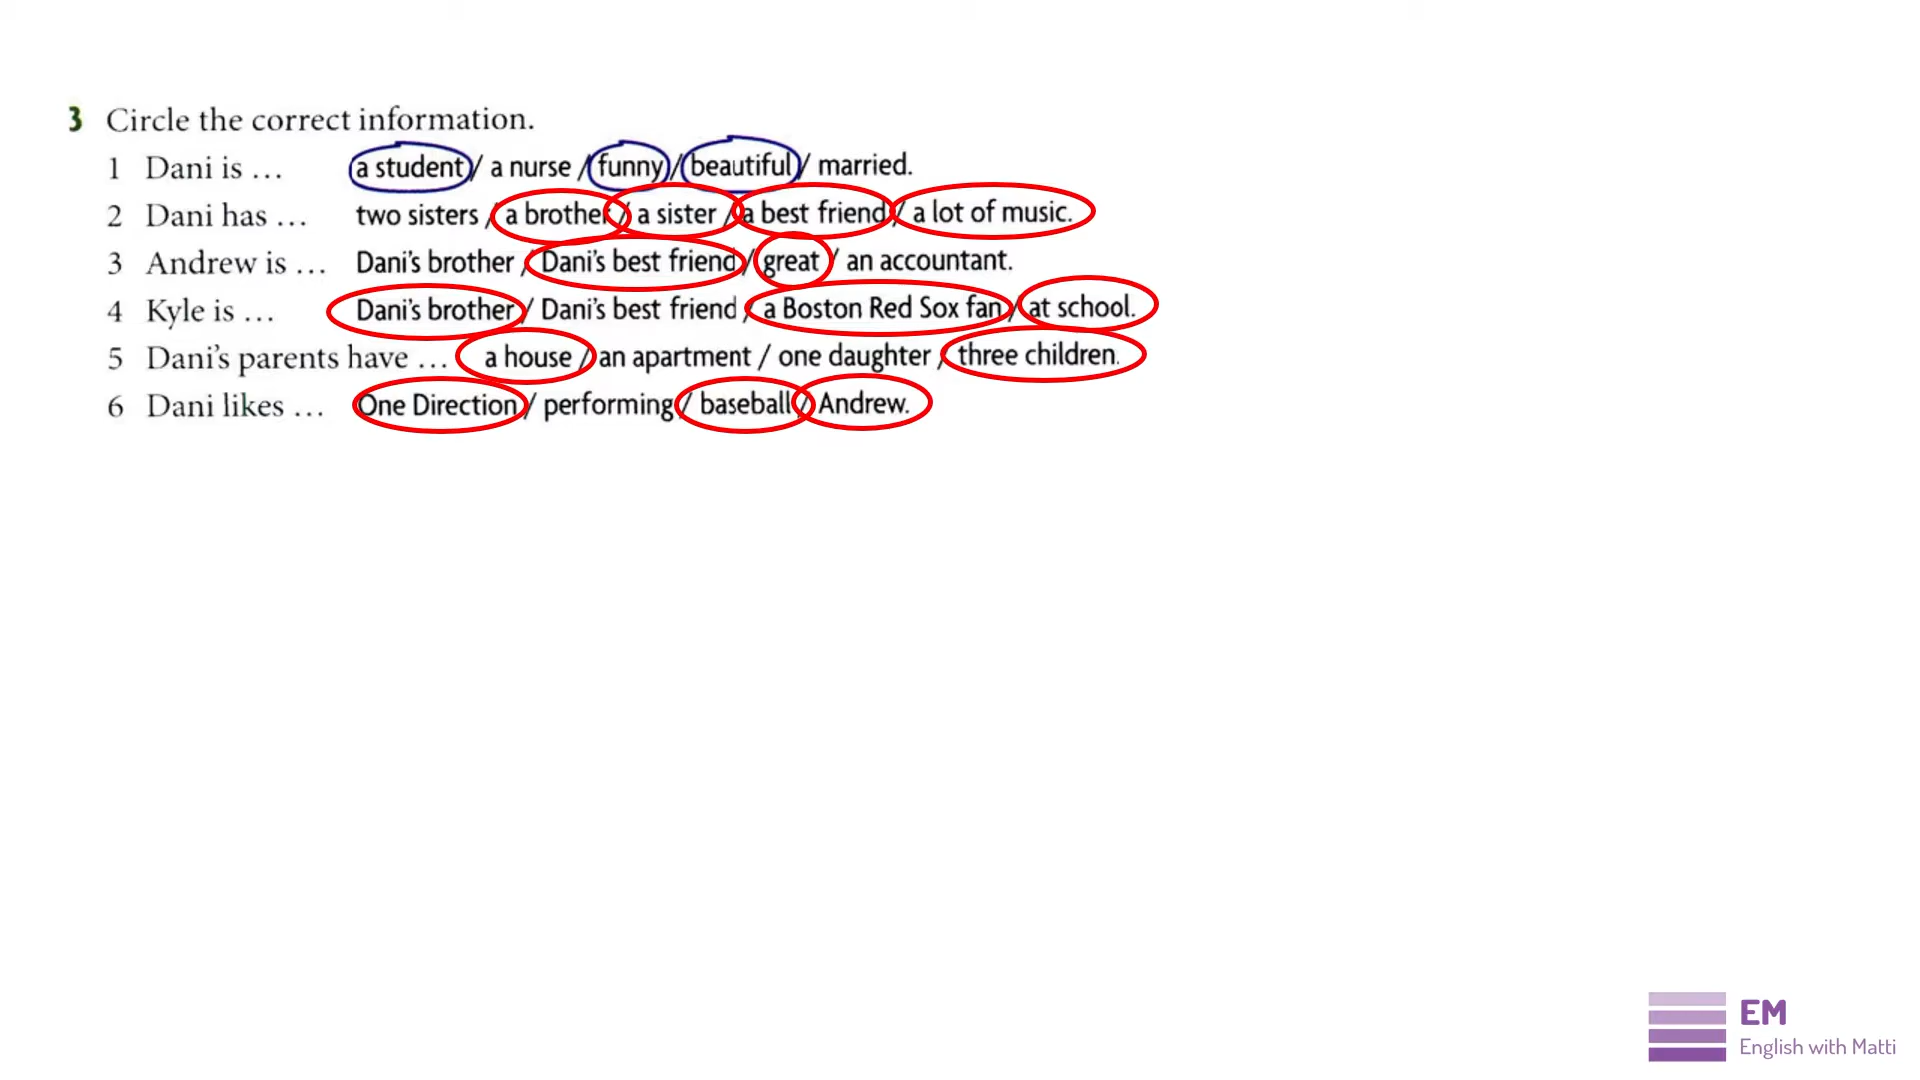 3 Circle the correct information.
1 Dani is … a student / a nurse / funny / beautiful / married.
2 Dani has … two sisters / a brother / a sister / a best friend / a lot of music.
3 Andrew is … Dani's brother / Dani's best friend / great / an accountant.
4 Kyle is … Dani's brother / Dani's best friend / a Boston Red Sox fan / at school.
5 Dani's parents have … a house / an apartment / one daughter / three children.
6 Dani likes … One Direction / performing / baseball / Andrew.
EM
English with Matti